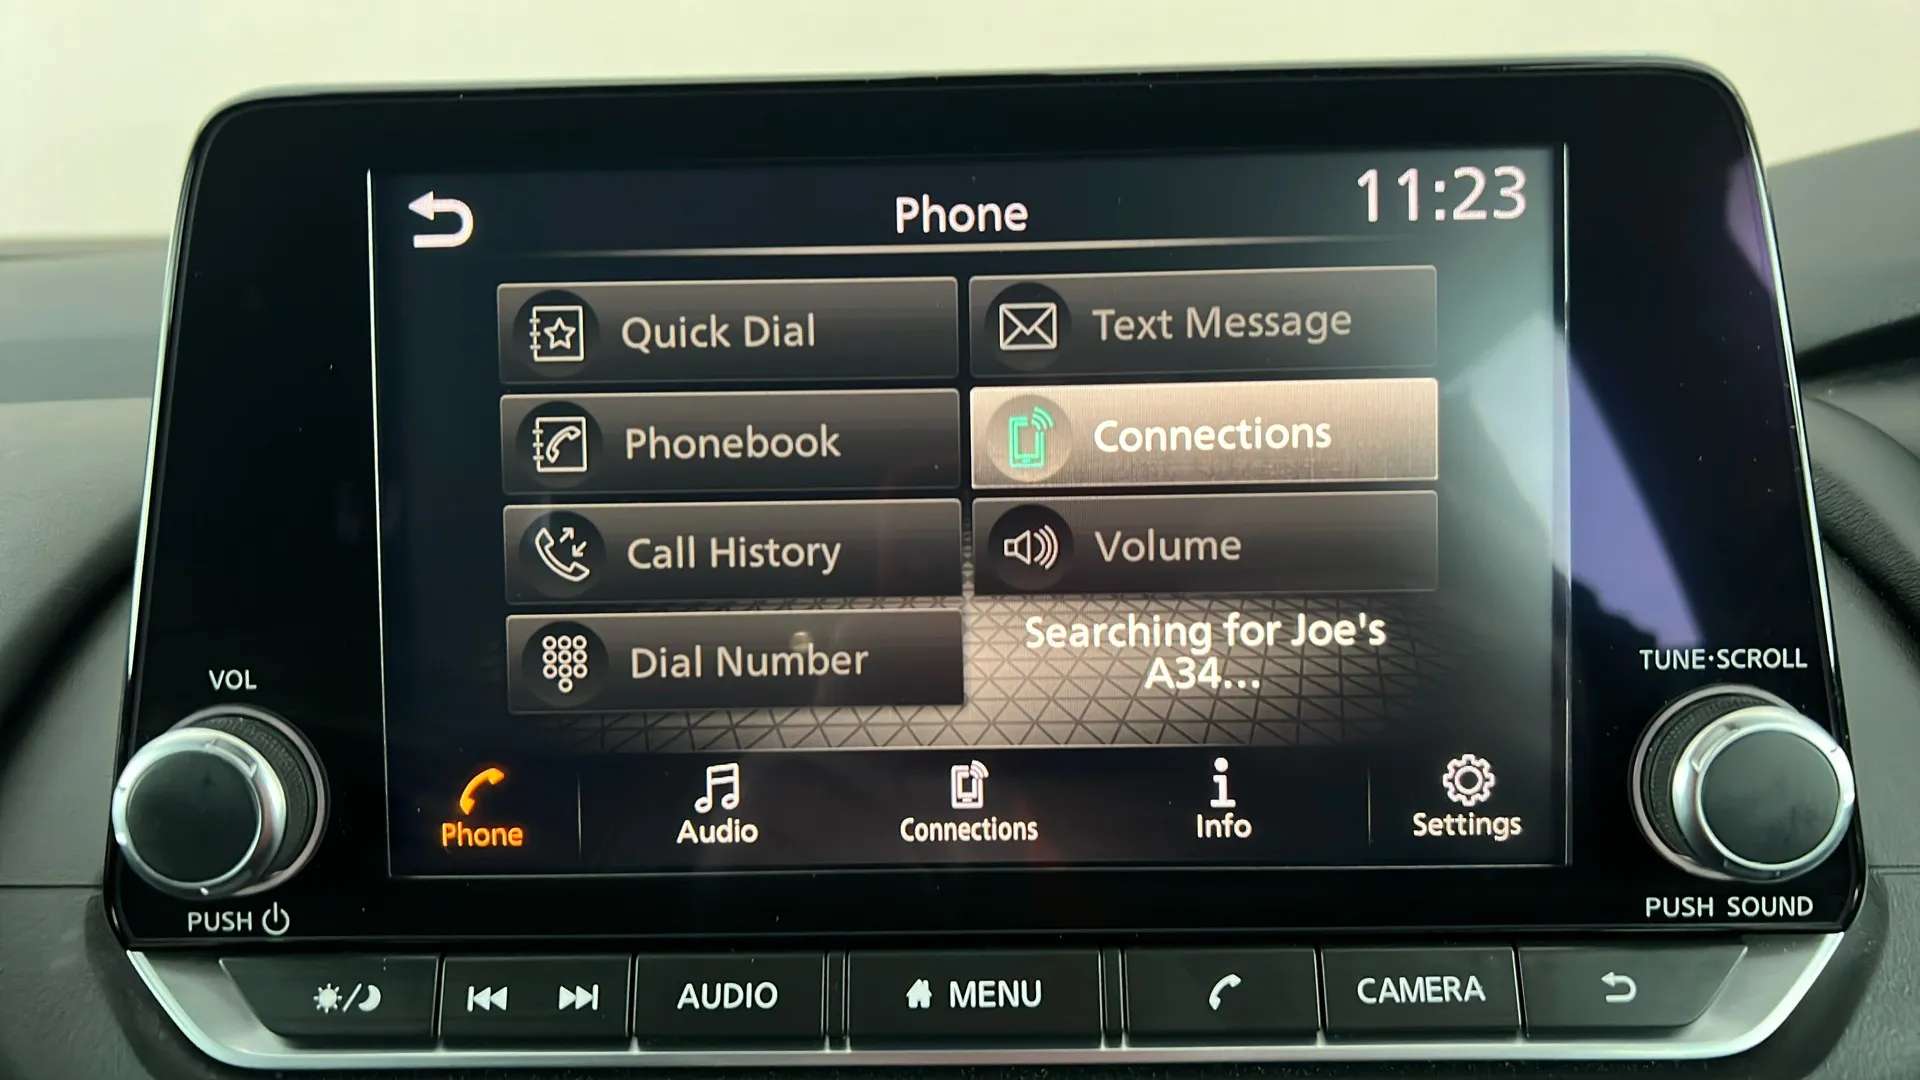 Phone
11:23
Quick Dial
Text Message
Phonebook
Connections
Call History
Volume
Dial Number
Searching for Joe's
A34...
Phone
Audio
Connections
Info
Settings
VOL
PUSH
TUNE·SCROLL
PUSH SOUND
AUDIO
MENU
CAMERA